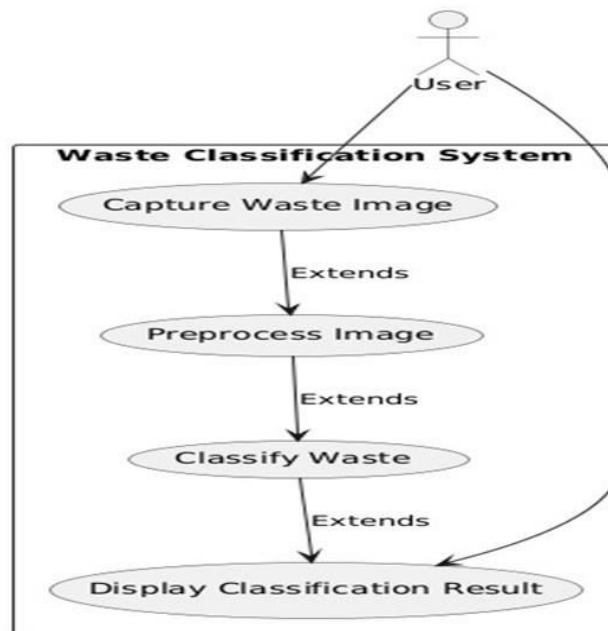 User
Waste Classification System
Capture Waste Image
Extends
Preprocess Image
Extends
Classify Waste
Extends
Display Classification Result